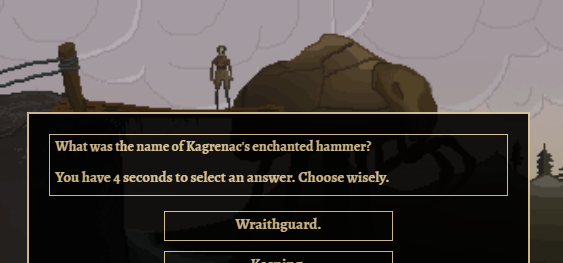 What was the name of Kagrenac's enchanted hammer?
You have 4 seconds to select an answer. Choose wisely.
Wraithguard.